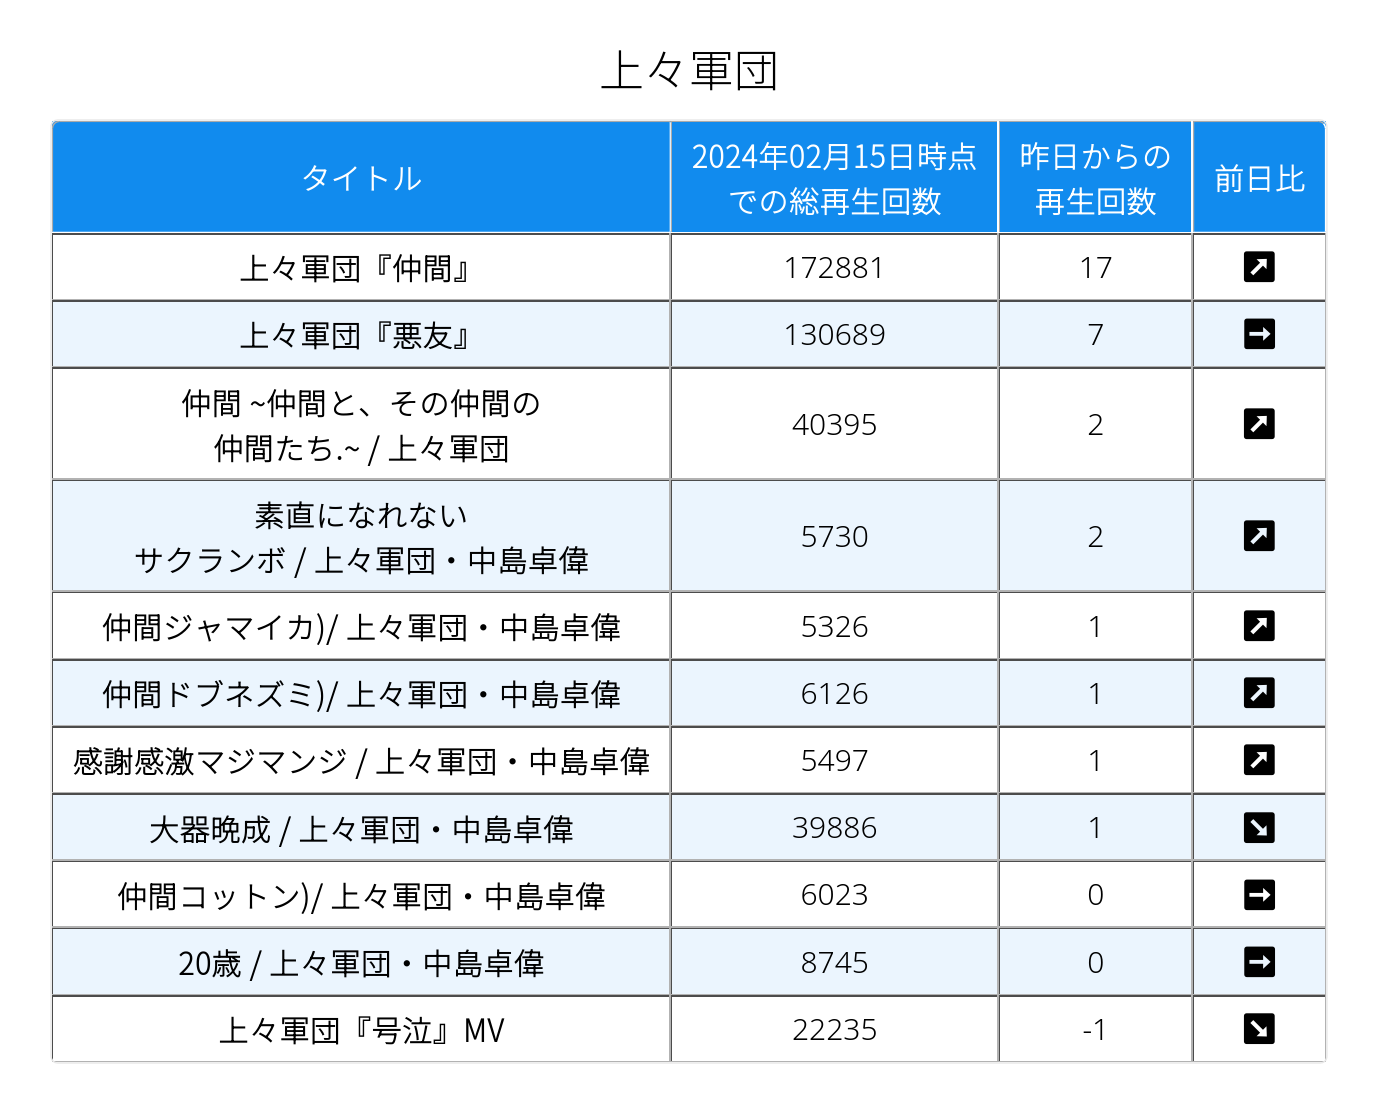 上々軍団
タイトル
2024年02月15日時点
での総再生回数
昨日からの
再生回数
前日比
上々軍団『仲間』 172881 17 ↗
上々軍団『悪友』 130689 7 ➡
仲間 ~仲間と、その仲間の
仲間たち.~ / 上々軍団 40395 2 ↗
素直になれない
サクランボ / 上々軍団・中島卓偉 5730 2 ↗
仲間ジャマイカ)/ 上々軍団・中島卓偉 5326 1 ↗
仲間ドブネズミ)/ 上々軍団・中島卓偉 6126 1 ↗
感謝感激マジマンジ / 上々軍団・中島卓偉 5497 1 ↗
大器晩成 / 上々軍団・中島卓偉 39886 1 ↘
仲間コットン)/ 上々軍団・中島卓偉 6023 0 ➡
20歳 / 上々軍団・中島卓偉 8745 0 ➡
上々軍団『号泣』MV 22235 -1 ↘